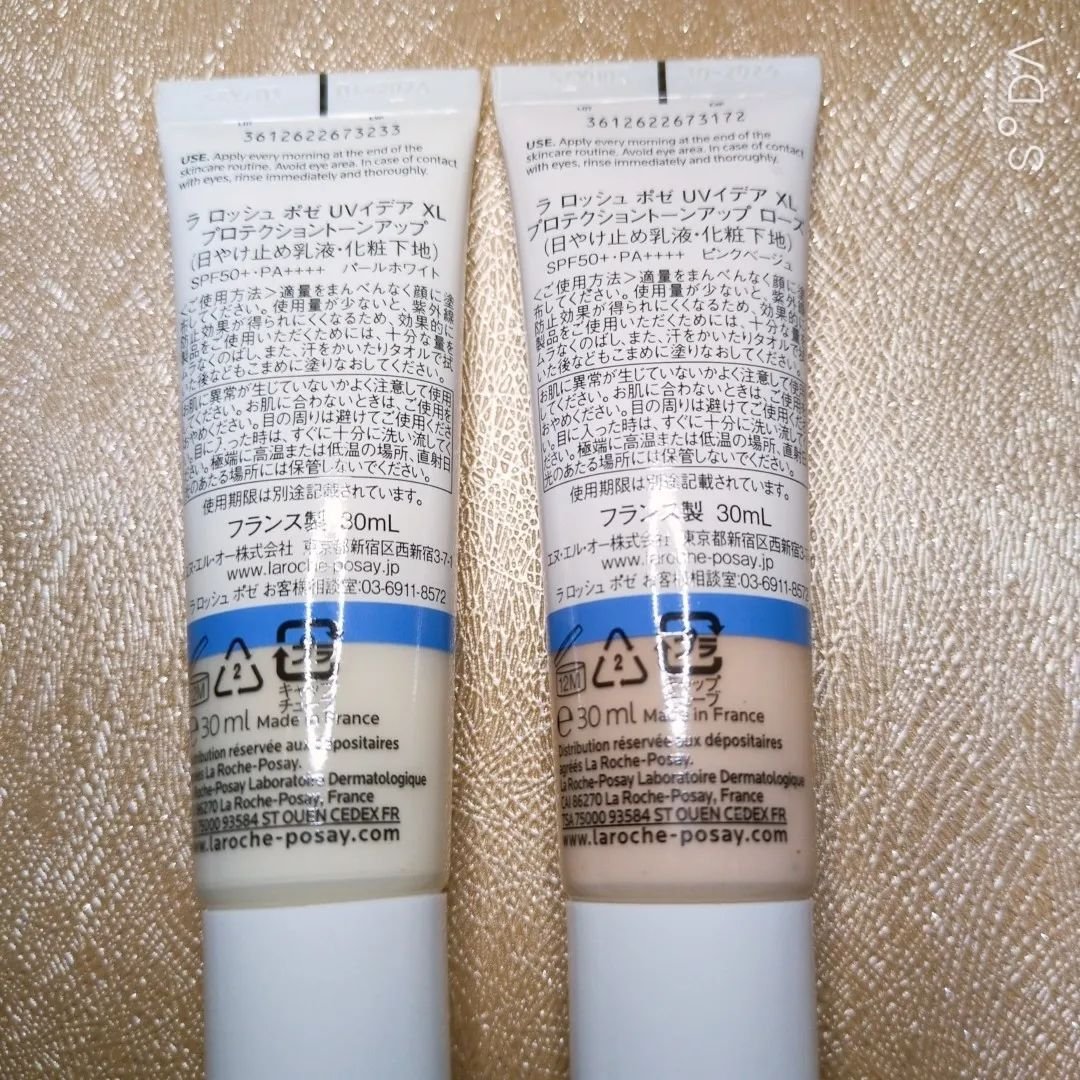 LOT EXP
3612622673233
USE. Apply every morning at the end of the
skincare routine. Avoid eye area. In case of contact
with eyes, rinse immediately and thoroughly.
ラ ロッシュ ポゼ UVイデア XL
プロテクショントーンアップ
(日やけ止め乳液・化粧下地)
SPF50+・PA++++ パールホワイト
<ご使用方法>適量をまんべんなく顔に塗
布してください。使用量が少ないと、紫外線
防止効果が得られにくくなるため、効果的に
製品をご使用いただくためには、十分な量を
ムラなくのばし、また、汗をかいたりタオルで拭
いた後などもこまめに塗りなおしてください。
お肌に異常が生じていないかよく注意して使用
してください。お肌に合わないときは、ご使用を
おやめください。目の周りは避けてご使用くださ
い。目に入った時は、すぐに十分に洗い流して
ください。極端に高温または低温の場所、直射日
光のあたる場所には保管しないでください。
使用期限は別途記載されています。
フランス製 30mL
エヌ・エル・オー株式会社 東京都新宿区西新宿3-7-1
www.laroche-posay.jp
ラ ロッシュ ポゼ お客様相談室:03-6911-8572
2
プラ
e 30 ml Made in France
Distribution réservée aux dépositaires
agréés La Roche-Posay.
Roche-Posay Laboratoire Dermatologique
86270 La Roche-Posay, France
75000 93584 ST OUEN CEDEX FR
www.laroche-posay.com
LOT EXP
3612622673172
USE. Apply every morning at the end of the
skincare routine. Avoid eye area. In case of contact
with eyes, rinse immediately and thoroughly.
ラ ロッシュ ポゼ UVイデア XL
プロテクショントーンアップ ローズ
(日やけ止め乳液・化粧下地)
SPF50+・PA++++ ピンクベージュ
<ご使用方法>適量をまんべんなく顔に塗
布してください。使用量が少ないと、紫外線
防止効果が得られにくくなるため、効果的に
製品をご使用いただくためには、十分な量を
ムラなくのばし、また、汗をかいたりタオルで拭
いた後などもこまめに塗りなおしてください。
お肌に異常が生じていないかよく注意して使用
してください。お肌に合わないときは、ご使用を
おやめください。目の周りは避けてご使用くださ
い。目に入った時は、すぐに十分に洗い流して
ください。極端に高温または低温の場所、直射日
光のあたる場所には保管しないでください。
使用期限は別途記載されています。
フランス製 30mL
エヌ・エル・オー株式会社 東京都新宿区西新宿3-7-
www.laroche-posay.jp
ラ ロッシュ ポゼ お客様相談室:03-6911-8572
12M
2
プラ
e 30 ml Made in France
Distribution réservée aux dépositaires
agréés La Roche-Posay.
La Roche-Posay Laboratoire Dermatologique
CAI 86270 La Roche-Posay, France
TSA 75000 93584 ST OUEN CEDEX FR
www.laroche-posay.com